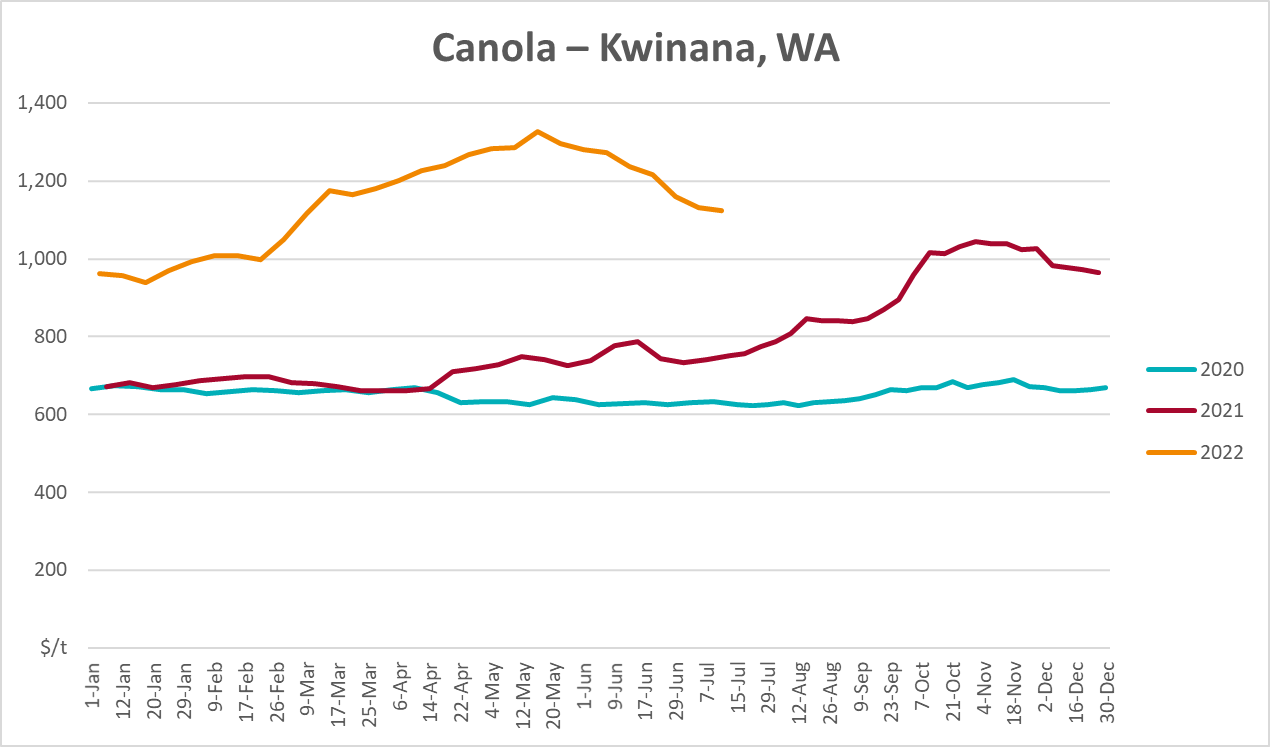 Canola – Kwinana, WA
1,400
1,200
1,000
800
600
400
200
$/t
1-Jan
12-Jan
20-Jan
29-Jan
9-Feb
17-Feb
26-Feb
9-Mar
17-Mar
25-Mar
6-Apr
14-Apr
22-Apr
4-May
12-May
20-May
1-Jun
9-Jun
17-Jun
29-Jun
7-Jul
15-Jul
29-Jul
12-Aug
26-Aug
9-Sep
23-Sep
7-Oct
21-Oct
4-Nov
18-Nov
2-Dec
16-Dec
30-Dec
2020
2021
2022